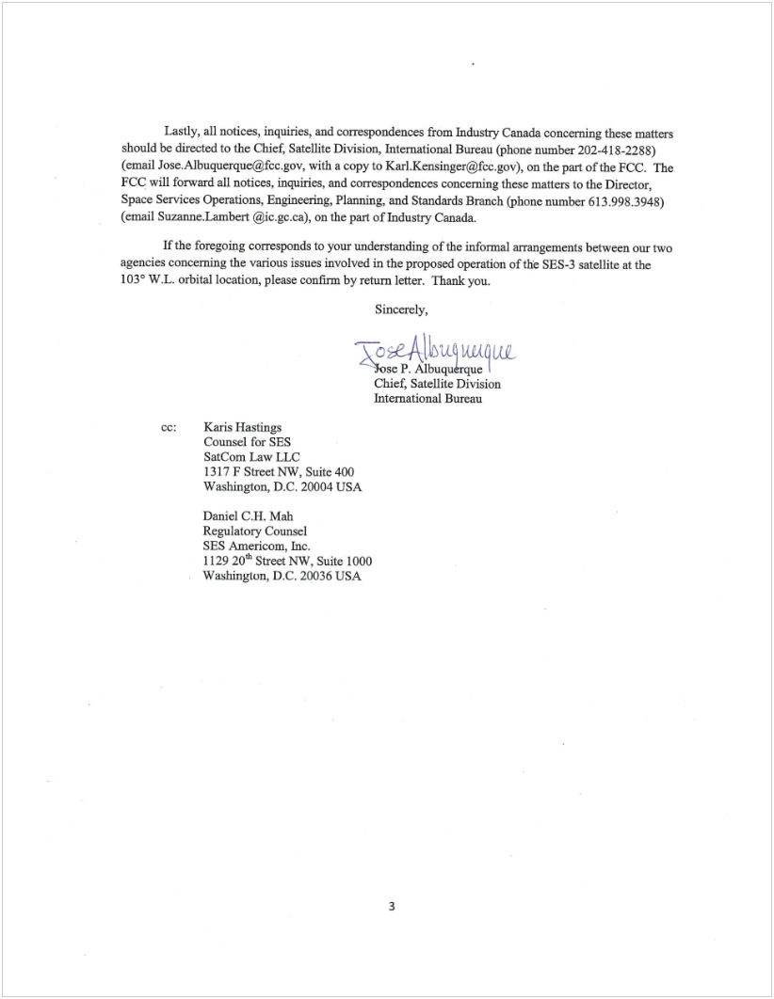 Lastly, all notices, inquiries, and correspondences from Industry Canada concerning these matters
should be directed to the Chief, Satellite Division, International Bureau (phone number 202-418-2288)
(email Jose.Albuquerque@fcc.gov, with a copy to Karl.Kensinger@fcc.gov), on the part of the FCC. The
FCC will forward all notices, inquiries, and correspondences concerning these matters to the Director,
Space Services Operations, Engineering, Planning, and Standards Branch (phone number 613.998.3948)
(email Suzanne.Lambert @ic.gc.ca), on the part of Industry Canada.
If the foregoing corresponds to your understanding of the informal arrangements between our two
agencies concerning the various issues involved in the proposed operation of the SES-3 satellite at the
103° W.L. orbital location, please confirm by return letter. Thank you.
Sincerely,
Jose Albuquerque
Jose P. Albuquerque
Chief, Satellite Division
International Bureau
cc: Karis Hastings
Counsel for SES
SatCom Law LLC
1317 F Street NW, Suite 400
Washington, D.C. 20004 USA
Daniel C.H. Mah
Regulatory Counsel
SES Americom, Inc.
1129 20th Street NW, Suite 1000
Washington, D.C. 20036 USA
3